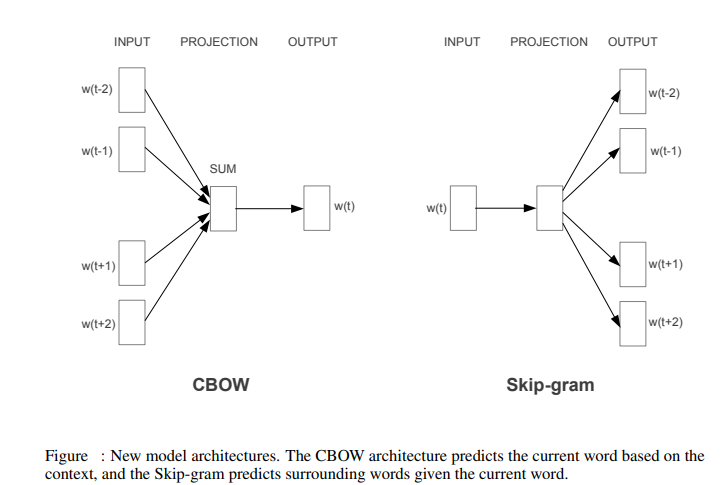 INPUT PROJECTION OUTPUT
w(t-2)
w(t-1)
SUM
w(t)
w(t+1)
w(t+2)
CBOW
INPUT PROJECTION OUTPUT
w(t-2)
w(t-1)
w(t)
w(t+1)
w(t+2)
Skip-gram
Figure : New model architectures. The CBOW architecture predicts the current word based on the
context, and the Skip-gram predicts surrounding words given the current word.